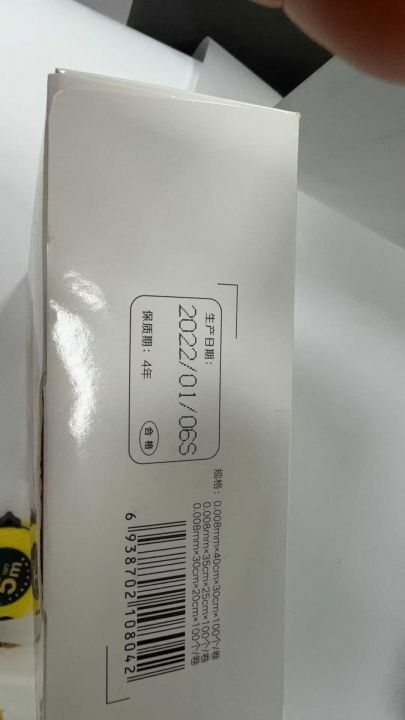 生产日期：
2022/01/06S
保质期：4年
合格
规格：0.008mm×40cm×30cm×100个/卷
0.008mm×35cm×25cm×100个/卷
0.008mm×30cm×20cm×100个/卷
6 938702 108042